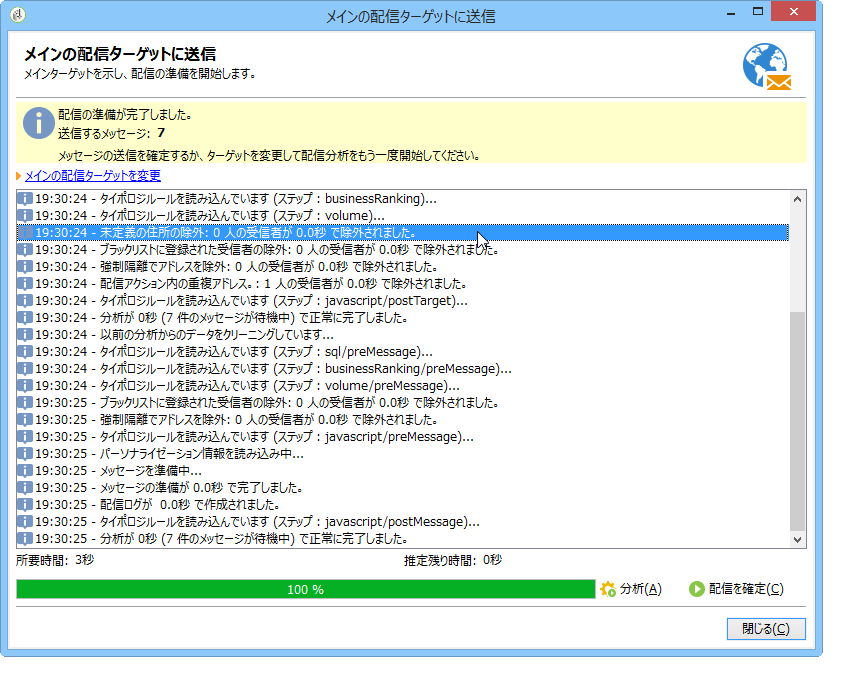 メインの配信ターゲットに送信
メインの配信ターゲットに送信
メインターゲットを示し、配信の準備を開始します。
配信の準備が完了しました。
送信するメッセージ: 7
メッセージの送信を確定するか、ターゲットを変更して配信分析をもう一度開始してください。
メインの配信ターゲットを変更
19:30:24 - タイポロジルールを読み込んでいます (ステップ : businessRanking)...
19:30:24 - タイポロジルールを読み込んでいます (ステップ : volume)...
19:30:24 - 未定義の住所の除外: 0 人の受信者が 0.0秒 で除外されました。
19:30:24 - ブラックリストに登録された受信者の除外: 0 人の受信者が 0.0秒 で除外されました。
19:30:24 - 強制隔離でアドレスを除外: 0 人の受信者が 0.0秒 で除外されました。
19:30:24 - 配信アクション内の重複アドレス。: 1 人の受信者が 0.0秒 で除外されました。
19:30:24 - タイポロジルールを読み込んでいます (ステップ : javascript/postTarget)...
19:30:24 - 分析が 0秒 (7 件のメッセージが待機中) で正常に完了しました。
19:30:24 - 以前の分析からのデータをクリーニングしています...
19:30:24 - タイポロジルールを読み込んでいます (ステップ : sql/preMessage)...
19:30:24 - タイポロジルールを読み込んでいます (ステップ : businessRanking/preMessage)...
19:30:24 - タイポロジルールを読み込んでいます (ステップ : volume/preMessage)...
19:30:25 - ブラックリストに登録された受信者の除外: 0 人の受信者が 0.0秒 で除外されました。
19:30:25 - 強制隔離でアドレスを除外: 0 人の受信者が 0.0秒 で除外されました。
19:30:25 - タイポロジルールを読み込んでいます (ステップ : javascript/preMessage)...
19:30:25 - パーソナライゼーション情報を読み込み中...
19:30:25 - メッセージを準備中...
19:30:25 - メッセージの準備が 0.0秒 で完了しました。
19:30:25 - 配信ログが 0.0秒 で作成されました。
19:30:25 - タイポロジルールを読み込んでいます (ステップ : javascript/postMessage)...
19:30:25 - 分析が 0秒 (7 件のメッセージが待機中) で正常に完了しました。
所要時間: 3秒 推定残り時間: 0秒
100 % 分析(A) 配信を確定(C)
閉じる(C)